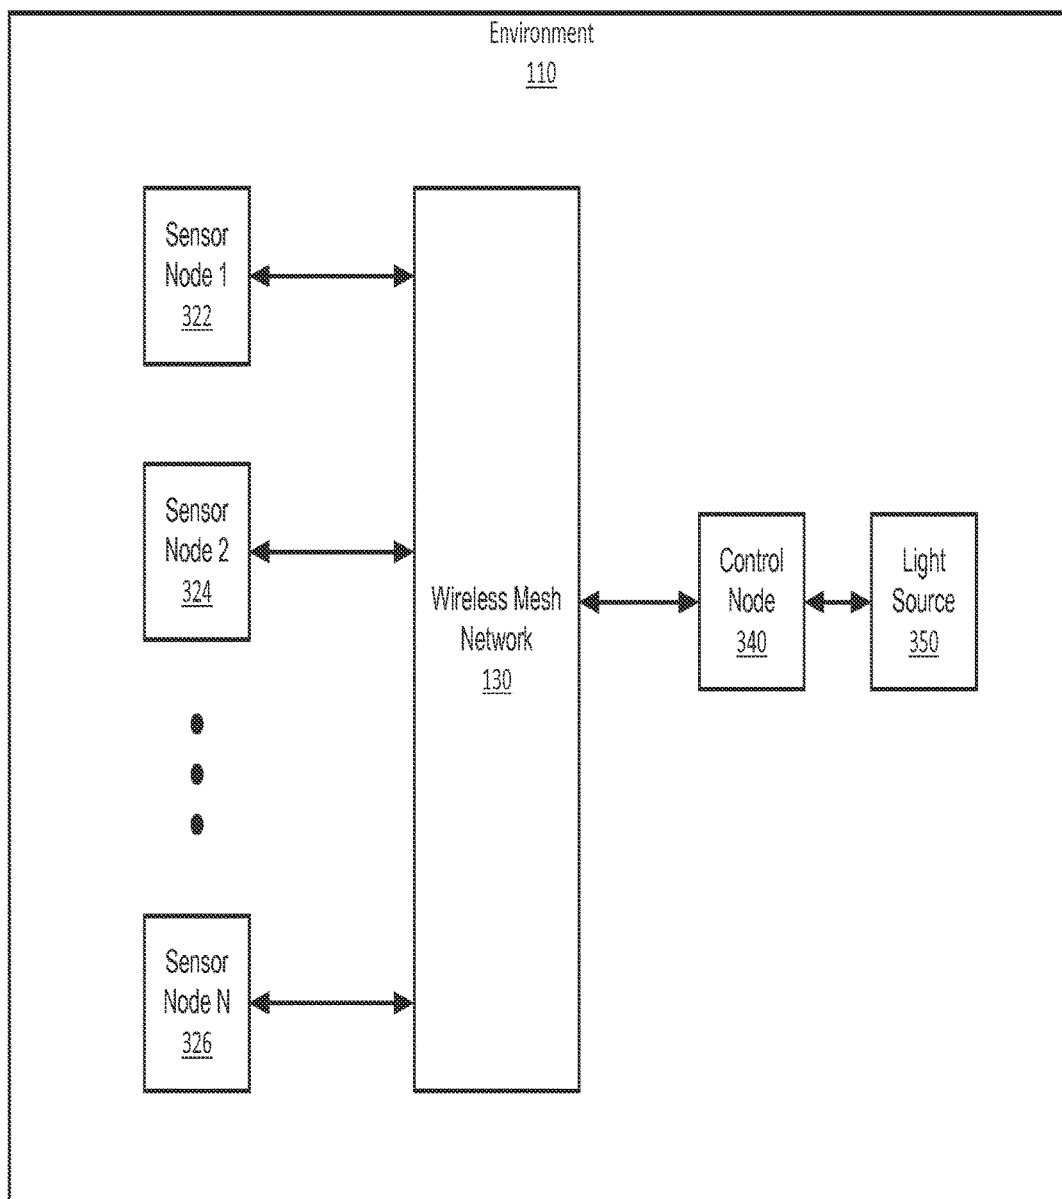 Environment
110
Sensor
Node 1
322
Sensor
Node 2
324
Sensor
Node N
326
Wireless Mesh
Network
130
Control
Node
340
Light
Source
350